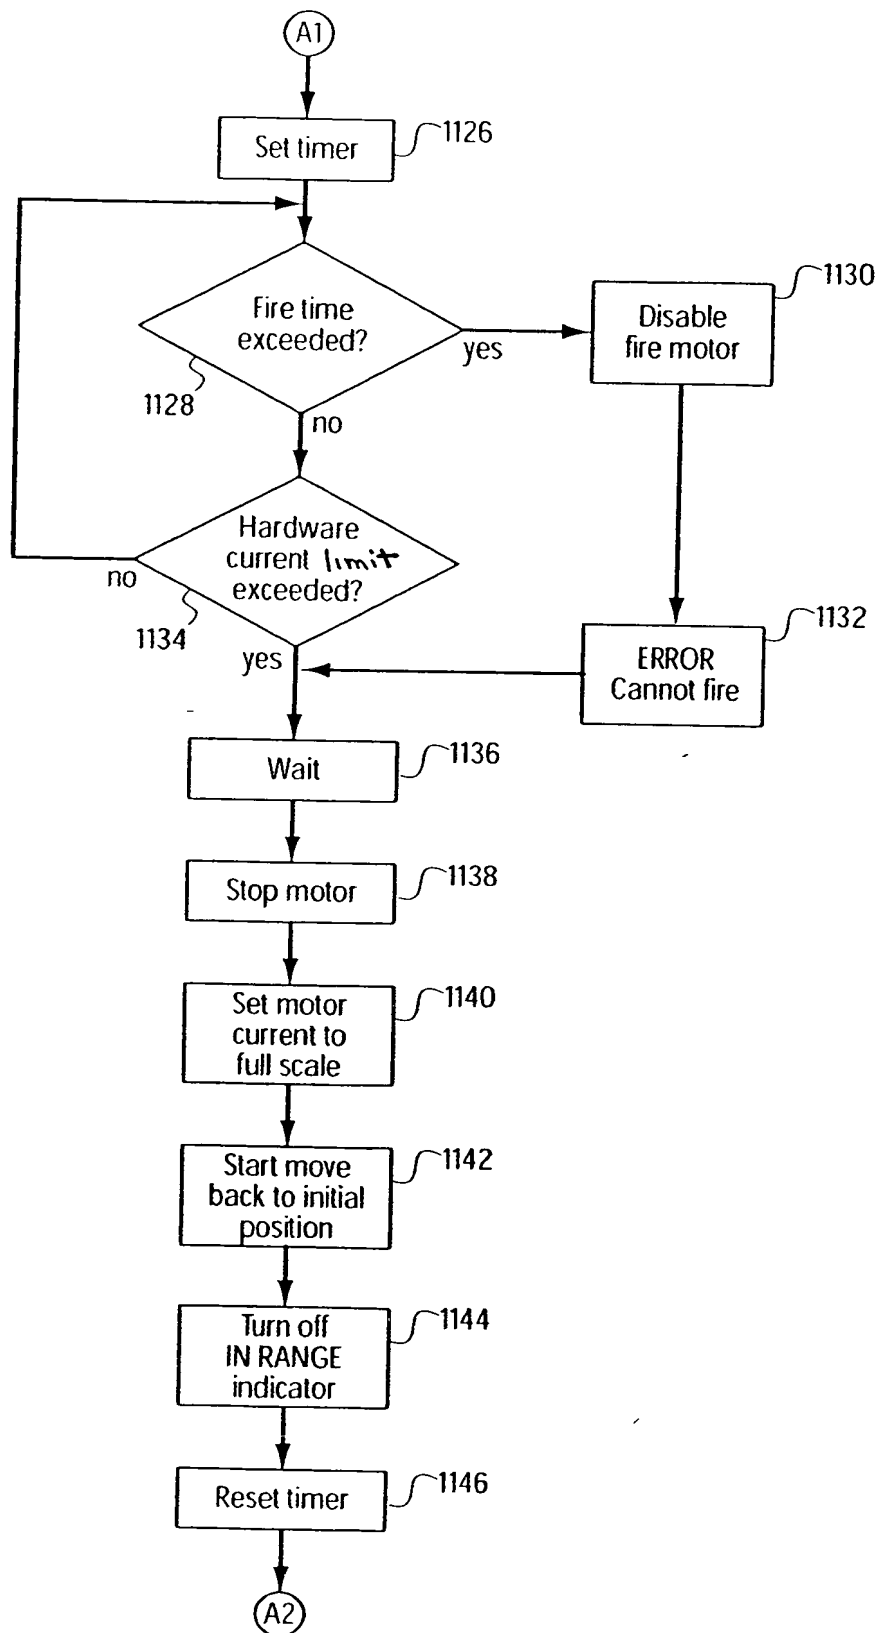 A1
Set timer
1126
Fire time
exceeded?
1128
yes
no
Disable
fire motor
1130
Hardware
current limit
exceeded?
1134
no
yes
ERROR
Cannot fire
1132
Wait
1136
Stop motor
1138
Set motor
current to
full scale
1140
Start move
back to initial
position
1142
Turn off
IN RANGE
indicator
1144
Reset timer
1146
A2